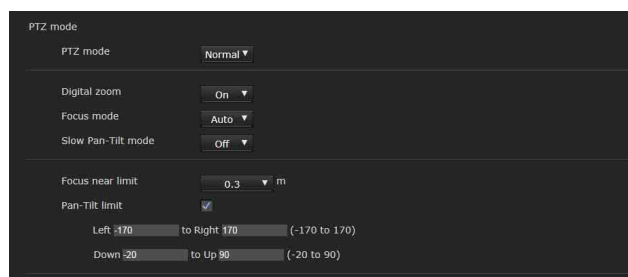 PTZ mode
PTZ mode Normal
Digital zoom On
Focus mode Auto
Slow Pan-Tilt mode Off
Focus near limit 0.3 m
Pan-Tilt limit
Left -170 to Right 170 (-170 to 170)
Down -20 to Up 90 (-20 to 90)